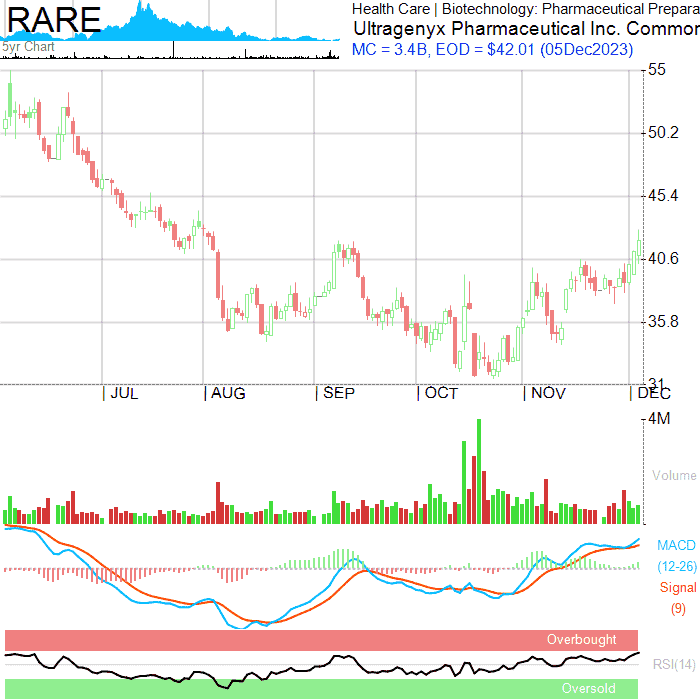 RARE
5yr Chart
Health Care | Biotechnology: Pharmaceutical Prepara
Ultragenyx Pharmaceutical Inc. Common
MC = 3.4B, EOD = $42.01 (05Dec2023)
55
50.2
45.4
40.6
35.8
31
| JUL | AUG | SEP | OCT | NOV | DEC
4M
Volume
MACD
(12-26)
Signal
(9)
Overbought
RSI(14)
Oversold